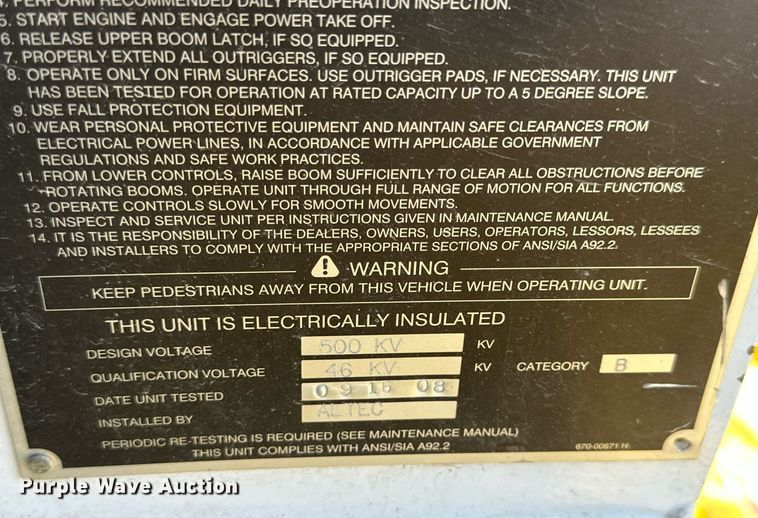 4. PERFORM RECOMMENDED DAILY PREOPERATION INSPECTION.
5. START ENGINE AND ENGAGE POWER TAKE OFF.
6. RELEASE UPPER BOOM LATCH, IF SO EQUIPPED.
7. PROPERLY EXTEND ALL OUTRIGGERS, IF SO EQUIPPED.
8. OPERATE ONLY ON FIRM SURFACES. USE OUTRIGGER PADS, IF NECESSARY. THIS UNIT
HAS BEEN TESTED FOR OPERATION AT RATED CAPACITY UP TO A 5 DEGREE SLOPE.
9. USE FALL PROTECTION EQUIPMENT.
10. WEAR PERSONAL PROTECTIVE EQUIPMENT AND MAINTAIN SAFE CLEARANCES FROM
ELECTRICAL POWER LINES, IN ACCORDANCE WITH APPLICABLE GOVERNMENT
REGULATIONS AND SAFE WORK PRACTICES.
11. FROM LOWER CONTROLS, RAISE BOOM SUFFICIENTLY TO CLEAR ALL OBSTRUCTIONS BEFORE
ROTATING BOOMS. OPERATE UNIT THROUGH FULL RANGE OF MOTION FOR ALL FUNCTIONS.
12. OPERATE CONTROLS SLOWLY FOR SMOOTH MOVEMENTS.
13. INSPECT AND SERVICE UNIT PER INSTRUCTIONS GIVEN IN MAINTENANCE MANUAL.
14. IT IS THE RESPONSIBILITY OF THE DEALERS, OWNERS, USERS, OPERATORS, LESSORS, LESSEES
AND INSTALLERS TO COMPLY WITH THE APPROPRIATE SECTIONS OF ANSI/SIA A92.2.
WARNING
KEEP PEDESTRIANS AWAY FROM THIS VEHICLE WHEN OPERATING UNIT.
THIS UNIT IS ELECTRICALLY INSULATED
DESIGN VOLTAGE 500 KV KV
QUALIFICATION VOLTAGE 46 KV KV CATEGORY B
DATE UNIT TESTED 09 15 08
INSTALLED BY ALTEC
PERIODIC RE-TESTING IS REQUIRED (SEE MAINTENANCE MANUAL)
THIS UNIT COMPLIES WITH ANSI/SIA A92.2
670-00671 H
Purple Wave Auction